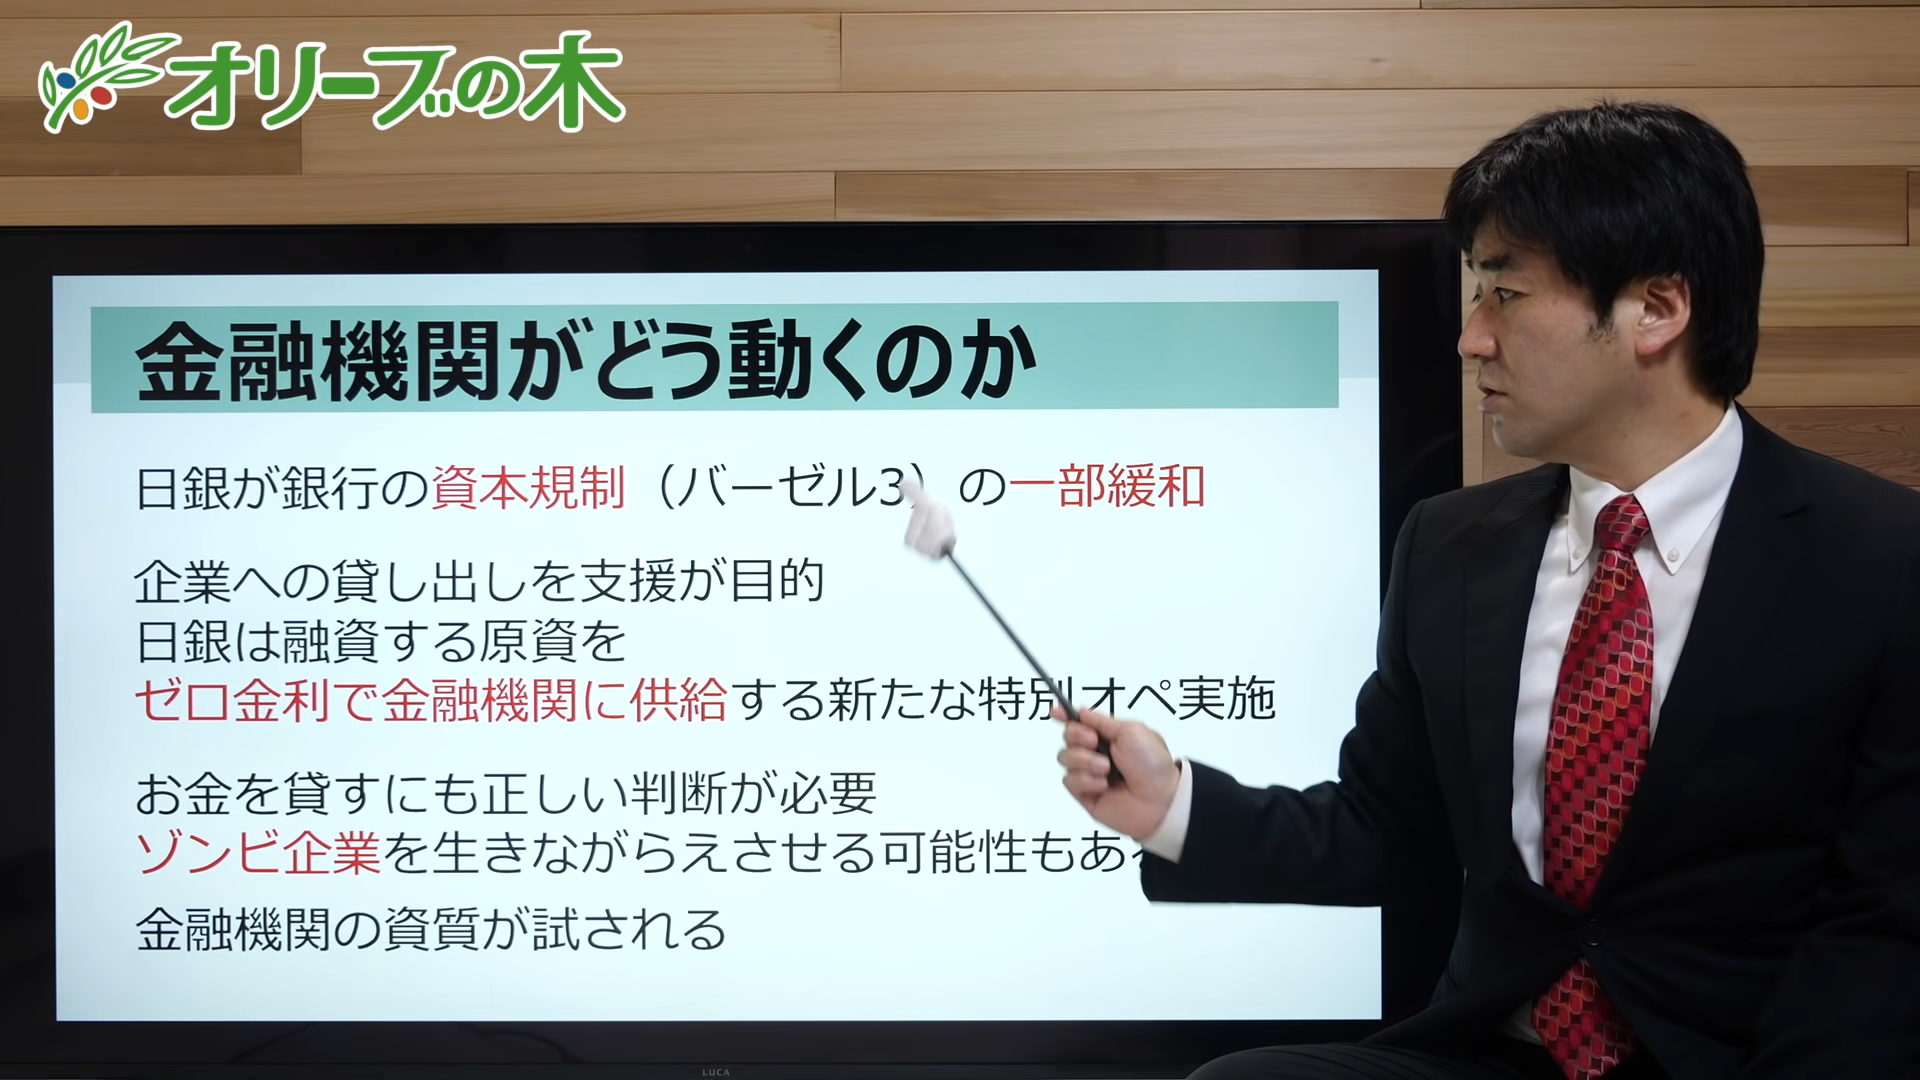 オリーブの木
金融機関がどう動くのか
日銀が銀行の資本規制（バーゼル3）の一部緩和
企業への貸し出しを支援が目的
日銀は融資する原資を
ゼロ金利で金融機関に供給する新たな特別オペ実施
お金を貸すにも正しい判断が必要
ゾンビ企業を生きながらえさせる可能性もあ
金融機関の資質が試される
LUCA